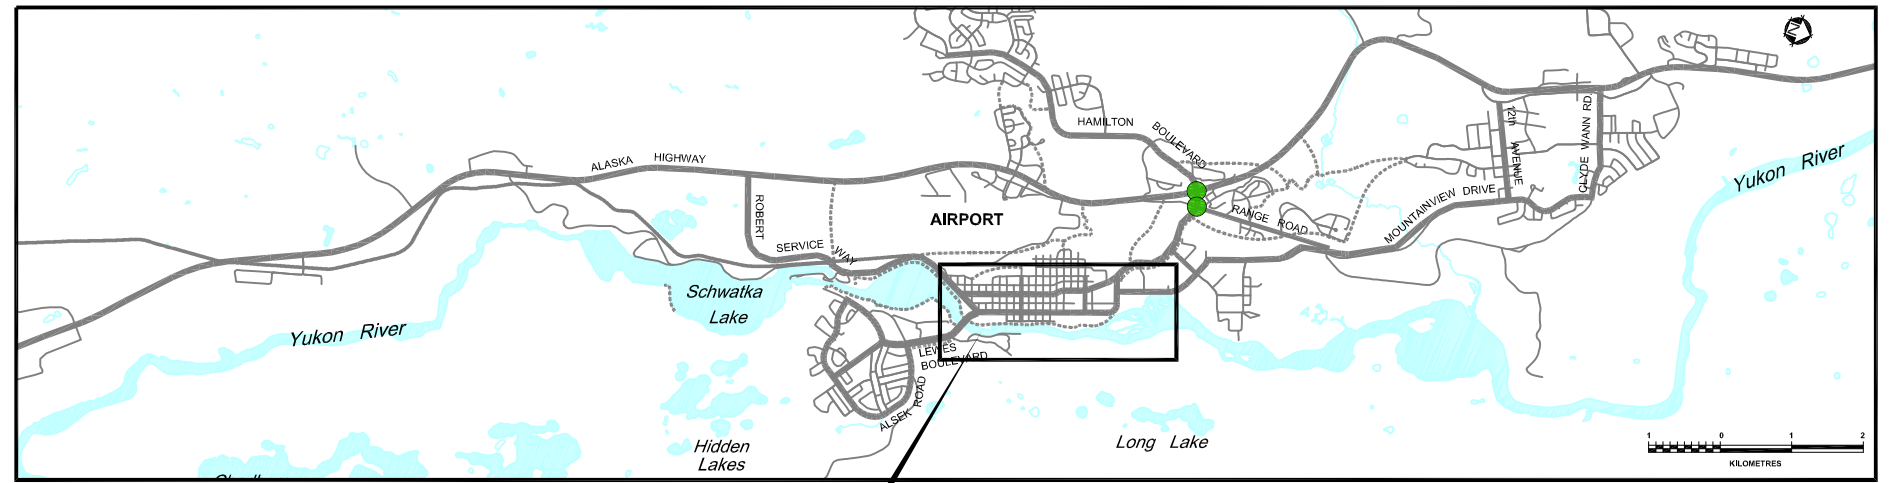 N
HAMILTON
BOULEVARD
ALASKA HIGHWAY
12th
AVENUE
CLYDE WANN RD.
Yukon River
ROBERT
SERVICE
WAY
AIRPORT
RANGE ROAD
MOUNTAINVIEW DRIVE
Schwatka
Lake
Yukon River
LEWES
BOULEVARD
ALSEK ROAD
Hidden
Lakes
Long Lake
1 0 1 2
KILOMETRES